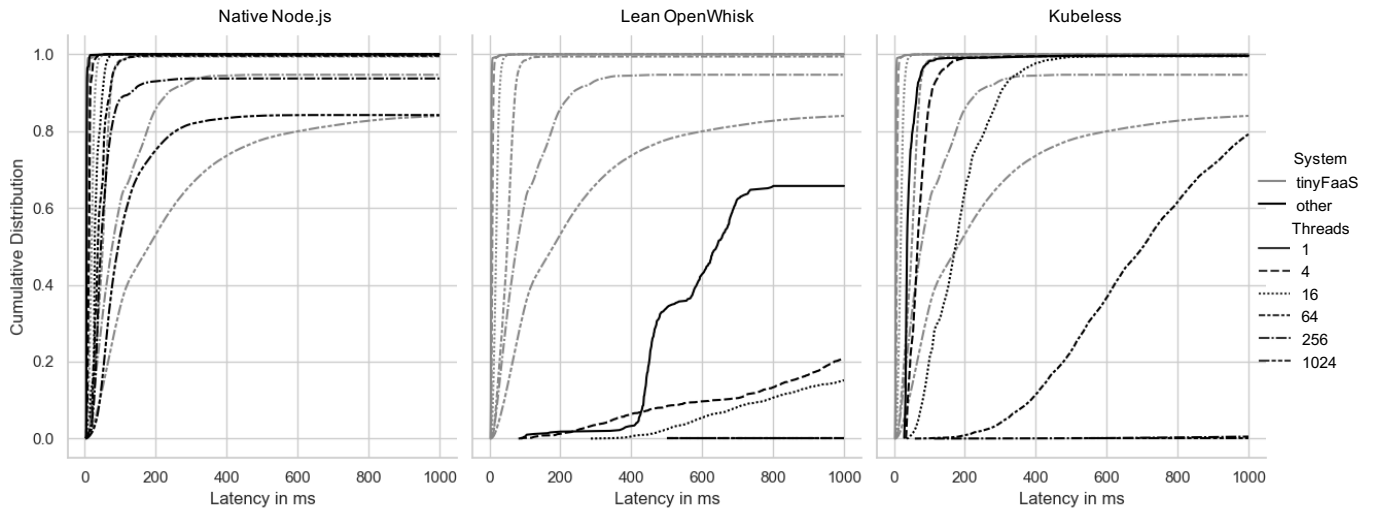 Native Node.js
Lean OpenWhisk
Kubeless
Cumulative Distribution
1.0
0.8
0.6
0.4
0.2
0.0
0 200 400 600 800 1000
0 200 400 600 800 1000
0 200 400 600 800 1000
Latency in ms
Latency in ms
Latency in ms
System
tinyFaaS
other
Threads
1
4
16
64
256
1024